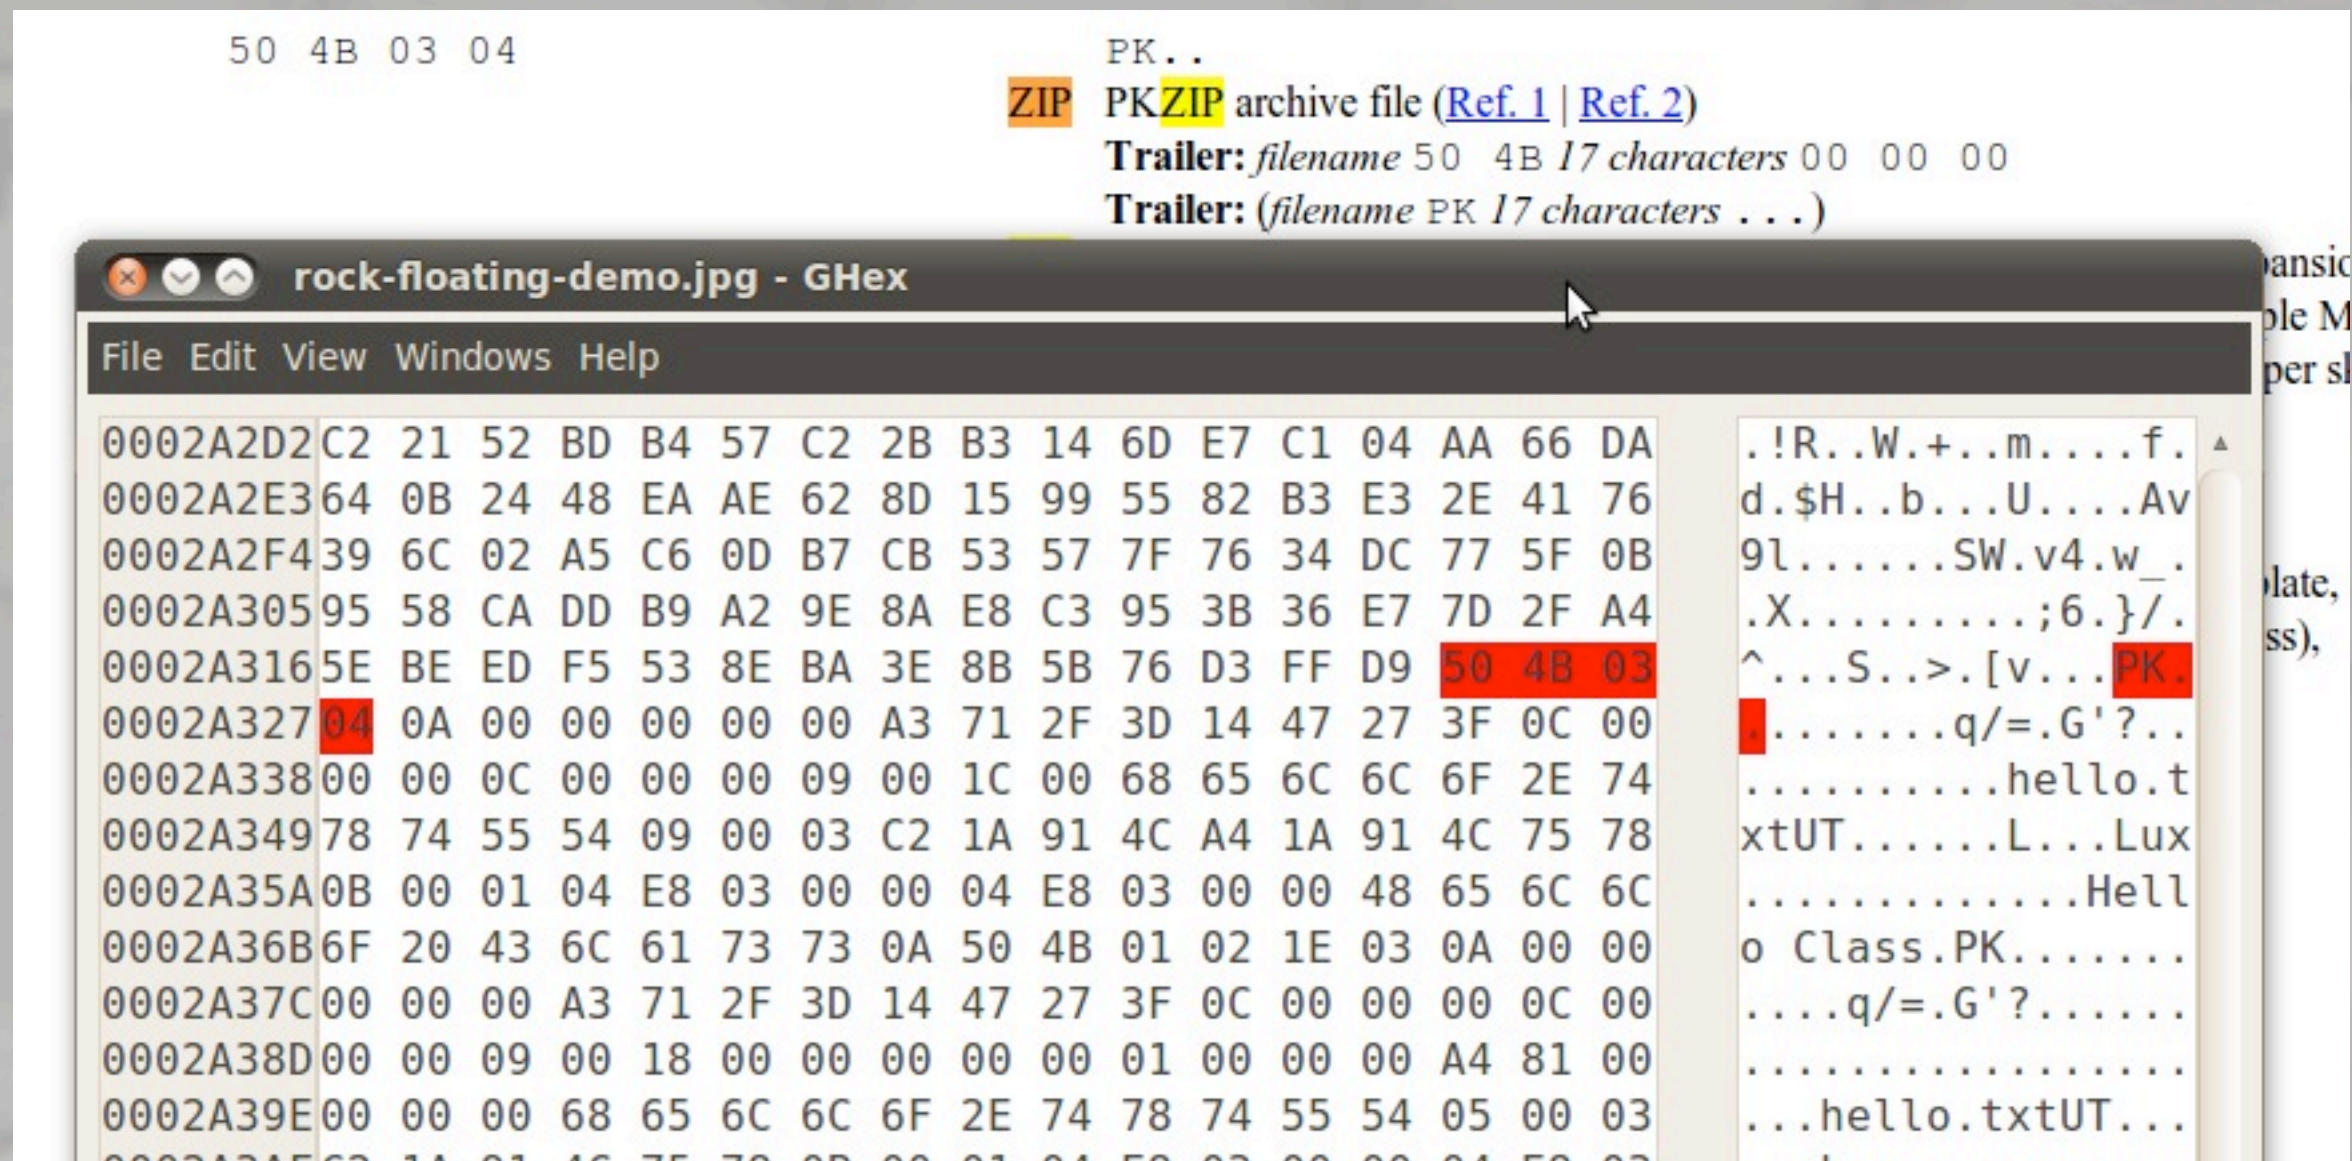 50 4B 03 04 PK..
ZIP PKZIP archive file (Ref. 1 | Ref. 2)
Trailer: filename 50 4B 17 characters 00 00 00
Trailer: (filename PK 17 characters ...)
rock-floating-demo.jpg - GHex
File Edit View Windows Help
0002A2D2 C2 21 52 BD B4 57 C2 2B B3 14 6D E7 C1 04 AA 66 DA .!R..W.+..m....f.
0002A2E3 64 0B 24 48 EA AE 62 8D 15 99 55 82 B3 E3 2E 41 76 d.$H..b...U....Av
0002A2F4 39 6C 02 A5 C6 0D B7 CB 53 57 7F 76 34 DC 77 5F 0B 9l......SW.v4.w_.
0002A305 95 58 CA DD B9 A2 9E 8A E8 C3 95 3B 36 E7 7D 2F A4 .X.........;6.}/.
0002A316 5E BE ED F5 53 8E BA 3E 8B 5B 76 D3 FF D9 50 4B 03 ^...S..>.[v...PK.
0002A327 04 0A 00 00 00 00 00 A3 71 2F 3D 14 47 27 3F 0C 00 ........q/=.G'?..
0002A338 00 00 0C 00 00 00 09 00 1C 00 68 65 6C 6C 6F 2E 74 ..........hello.t
0002A349 78 74 55 54 09 00 03 C2 1A 91 4C A4 1A 91 4C 75 78 xtUT......L...Lux
0002A35A 0B 00 01 04 E8 03 00 00 04 E8 03 00 00 48 65 6C 6C .............Hell
0002A36B 6F 20 43 6C 61 73 73 0A 50 4B 01 02 1E 03 0A 00 00 o Class.PK.......
0002A37C 00 00 00 A3 71 2F 3D 14 47 27 3F 0C 00 00 00 0C 00 ....q/=.G'?......
0002A38D 00 00 09 00 18 00 00 00 00 00 01 00 00 00 A4 81 00 .................
0002A39E 00 00 00 68 65 6C 6C 6F 2E 74 78 74 55 54 05 00 03 ...hello.txtUT...
per
late,
ss),